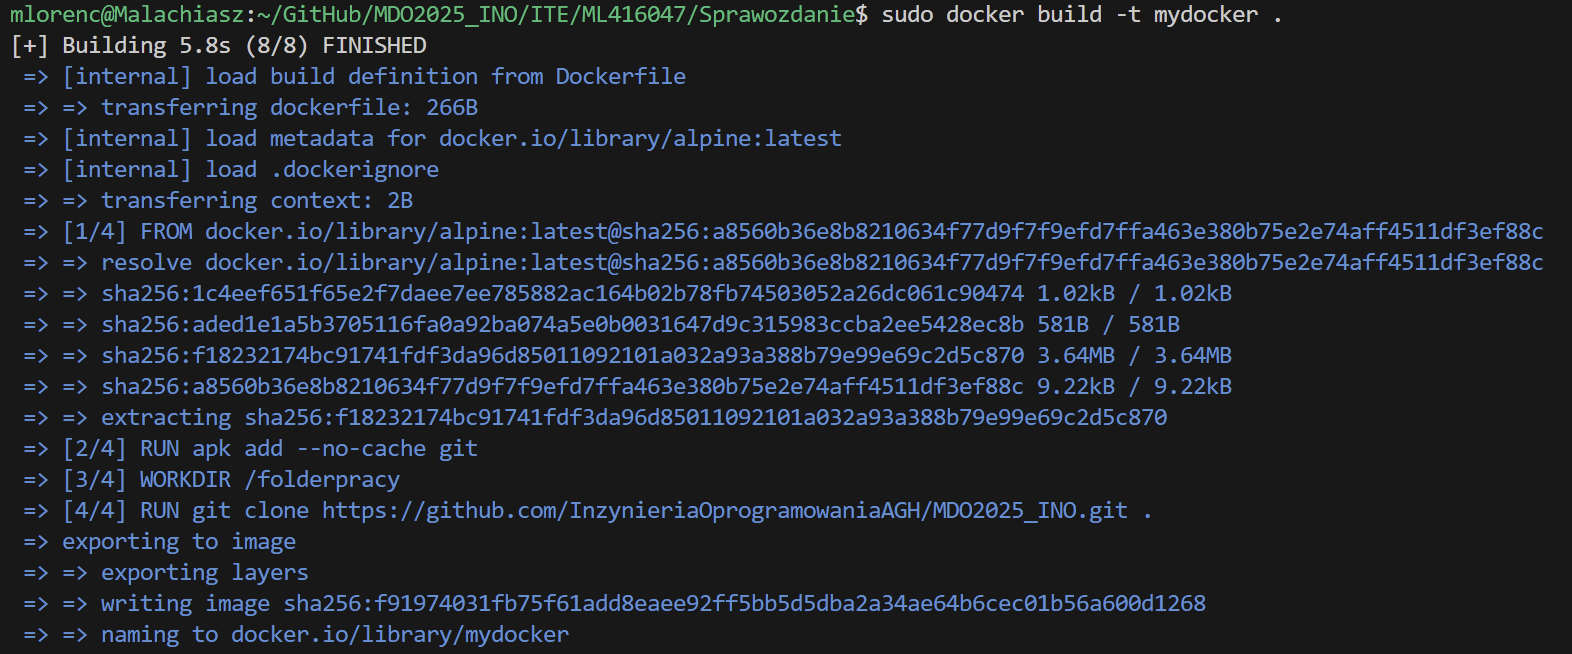 mlorenc@Malachiasz:~/GitHub/MDO2025_INO/ITE/ML416047/Sprawozdanie$ sudo docker build -t mydocker .
[+] Building 5.8s (8/8) FINISHED
=> [internal] load build definition from Dockerfile
=> => transferring dockerfile: 266B
=> [internal] load metadata for docker.io/library/alpine:latest
=> [internal] load .dockerignore
=> => transferring context: 2B
=> [1/4] FROM docker.io/library/alpine:latest@sha256:a8560b36e8b8210634f77d9f7f9efd7ffa463e380b75e2e74aff4511df3ef88c
=> => resolve docker.io/library/alpine:latest@sha256:a8560b36e8b8210634f77d9f7f9efd7ffa463e380b75e2e74aff4511df3ef88c
=> => sha256:1c4eef651f65e2f7daee7ee785882ac164b02b78fb74503052a26dc061c90474 1.02kB / 1.02kB
=> => sha256:aded1e1a5b3705116fa0a92ba074a5e0b0031647d9c315983ccba2ee5428ec8b 581B / 581B
=> => sha256:f18232174bc91741fdf3da96d85011092101a032a93a388b79e99e69c2d5c870 3.64MB / 3.64MB
=> => sha256:a8560b36e8b8210634f77d9f7f9efd7ffa463e380b75e2e74aff4511df3ef88c 9.22kB / 9.22kB
=> => extracting sha256:f18232174bc91741fdf3da96d85011092101a032a93a388b79e99e69c2d5c870
=> [2/4] RUN apk add --no-cache git
=> [3/4] WORKDIR /folderpracy
=> [4/4] RUN git clone https://github.com/InzynieriaOprogramowaniaAGH/MDO2025_INO.git .
=> exporting to image
=> => exporting layers
=> => writing image sha256:f91974031fb75f61add8eaee92ff5bb5d5dba2a34ae64b6cec01b56a600d1268
=> => naming to docker.io/library/mydocker